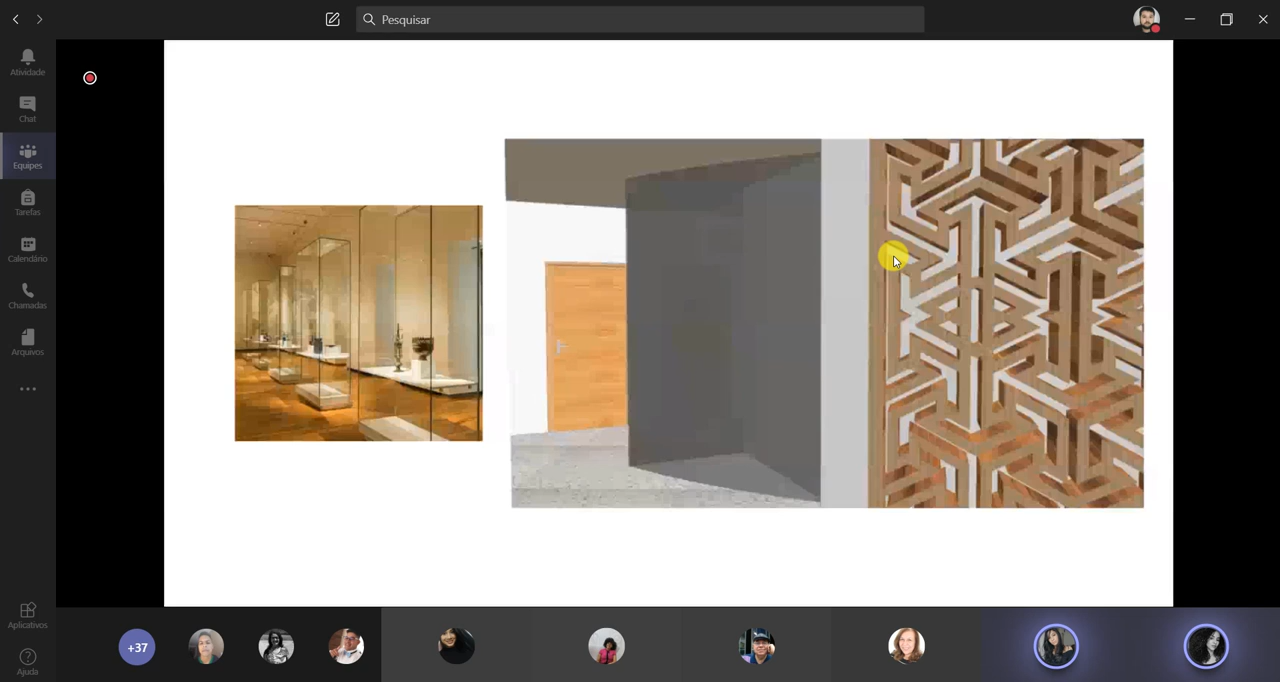 Pesquisar
Atividade
Chat
Equipes
Tarefas
Calendário
Chamadas
Arquivos
Aplicativos
Ajuda
+37